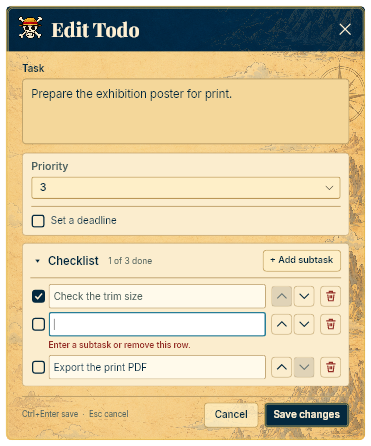 Edit Todo
Task
Prepare the exhibition poster for print.
Priority
3
Set a deadline
Checklist 1 of 3 done + Add subtask
Check the trim size
Enter a subtask or remove this row.
Export the print PDF
Ctrl+Enter save · Esc cancel Cancel Save changes